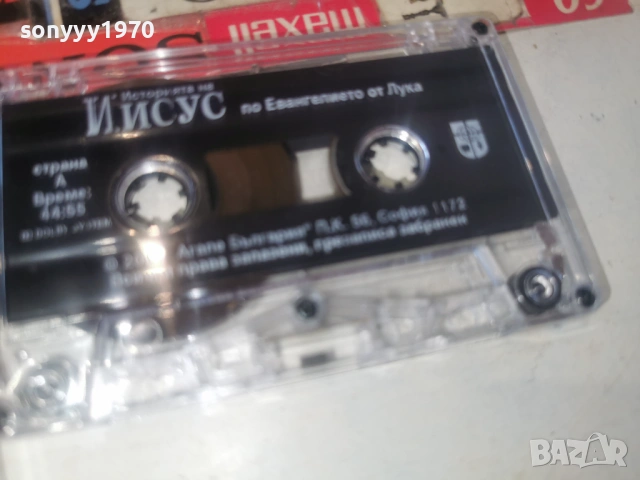 sonyyy1970
maxell
Историята на
ИИСУС по Евангелието от Лука
страна
А
Време:
44:55
"Агапе България" П.К. 56, София 1172
права запазени, презаписа забранен
BAZAR